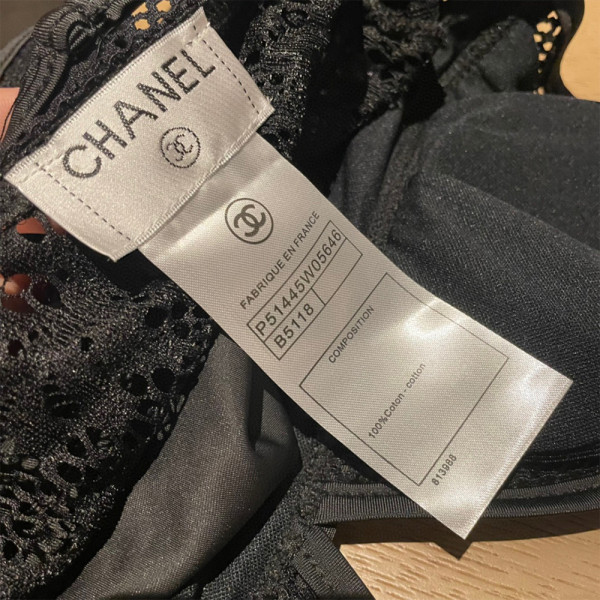 CHANEL
FABRIQUE EN FRANCE
P51445W05646
B5118
COMPOSITION
100%Coton - cotton
813988